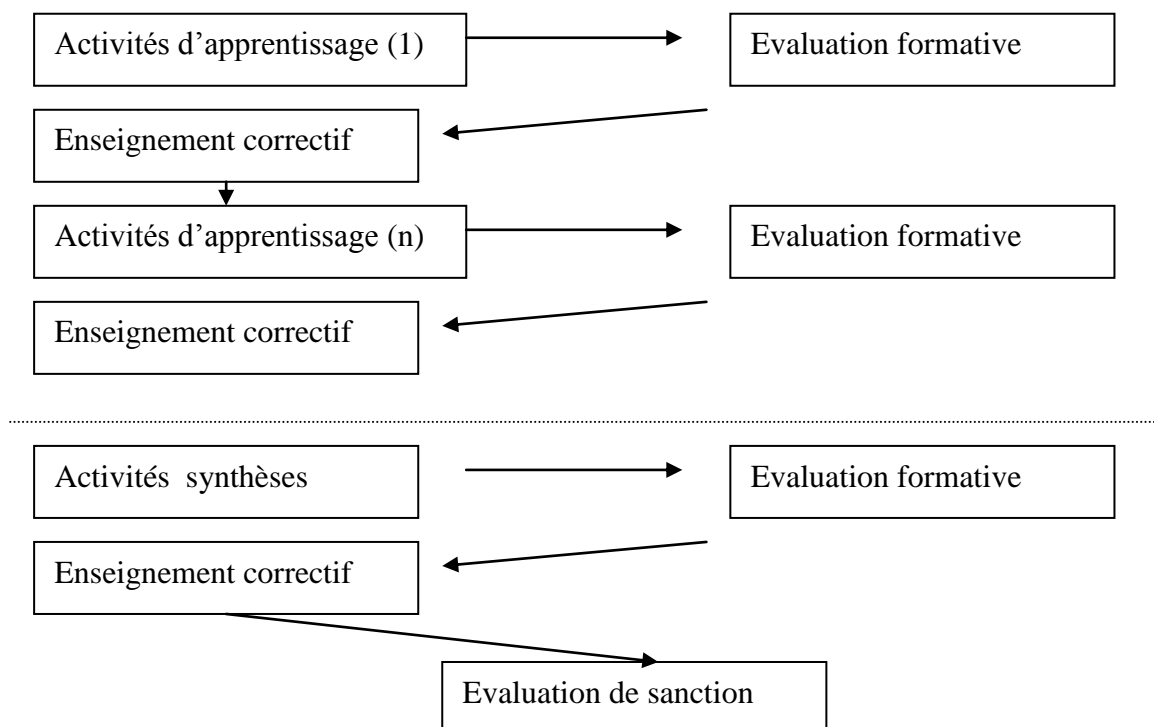 Activités d’apprentissage (1)
Evaluation formative
Enseignement correctif
Activités d’apprentissage (n)
Evaluation formative
Enseignement correctif
Activités  synthèses
Evaluation formative
Enseignement correctif
Evaluation de sanction